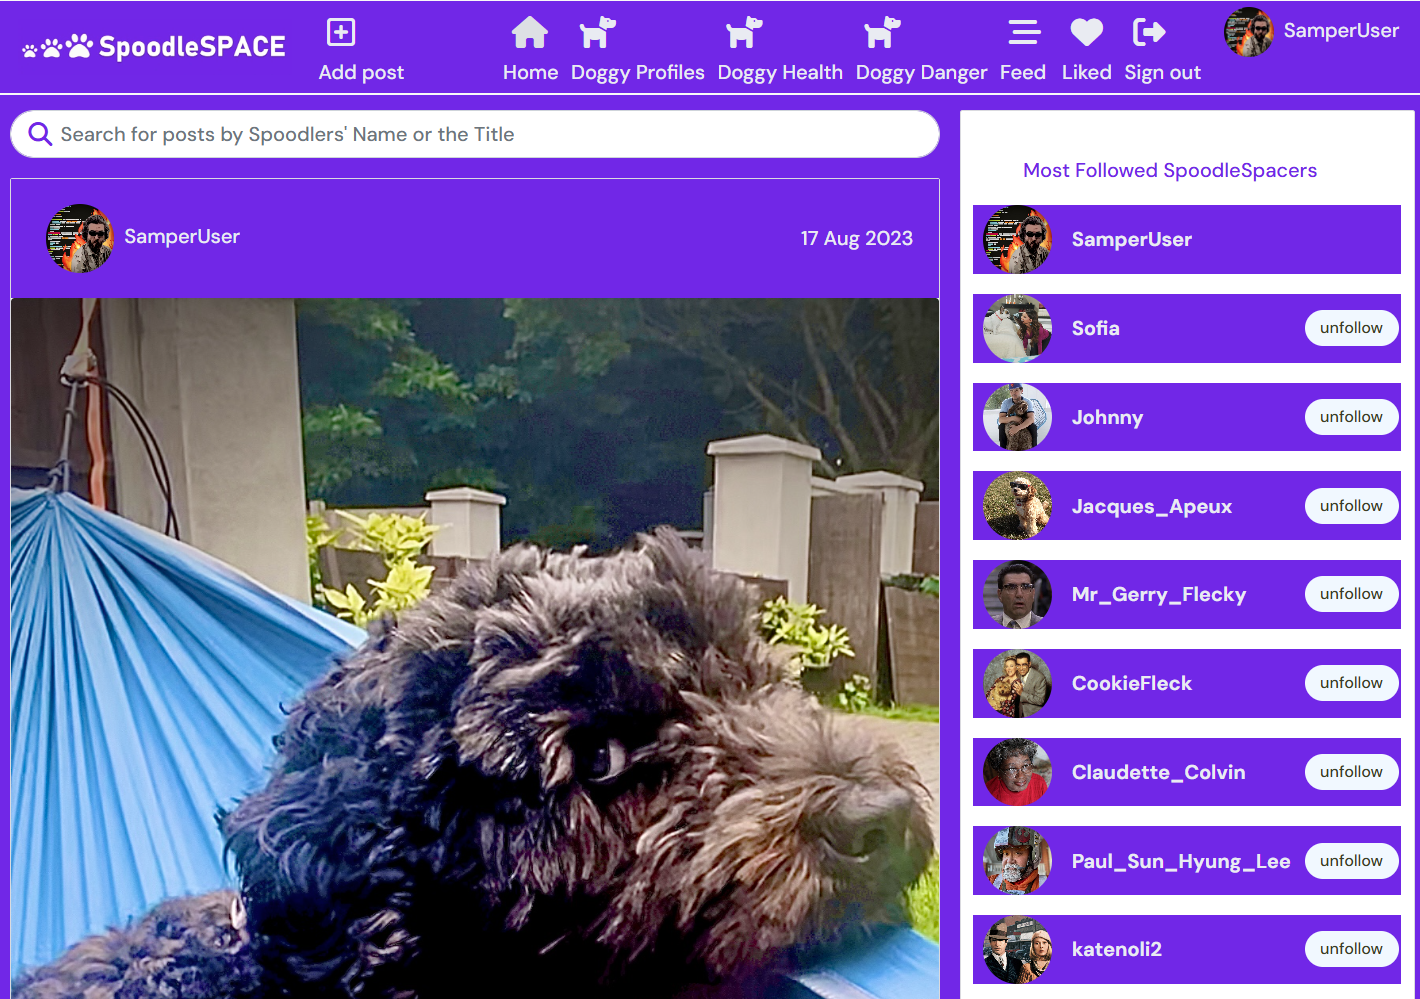 SpoodleSPACE
Add post
Home Doggy Profiles Doggy Health Doggy Danger Feed Liked Sign out
SamperUser
Search for posts by Spoodlers' Name or the Title
SamperUser
17 Aug 2023
Most Followed SpoodleSpacers
SamperUser
Sofia unfollow
Johnny unfollow
Jacques_Apeux unfollow
Mr_Gerry_Flecky unfollow
CookieFleck unfollow
Claudette_Colvin unfollow
Paul_Sun_Hyung_Lee unfollow
katenoli2 unfollow